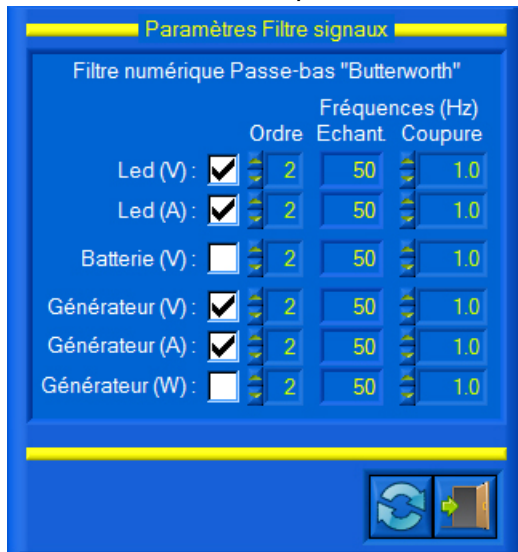 Paramètres Filtre signaux
Filtre numérique Passe-bas "Butterworth"
Fréquences (Hz)
Ordre Echant. Coupure
Led (V) : 2 50 1.0
Led (A) : 2 50 1.0
Batterie (V) : 2 50 1.0
Générateur (V) : 2 50 1.0
Générateur (A) : 2 50 1.0
Générateur (W) : 2 50 1.0